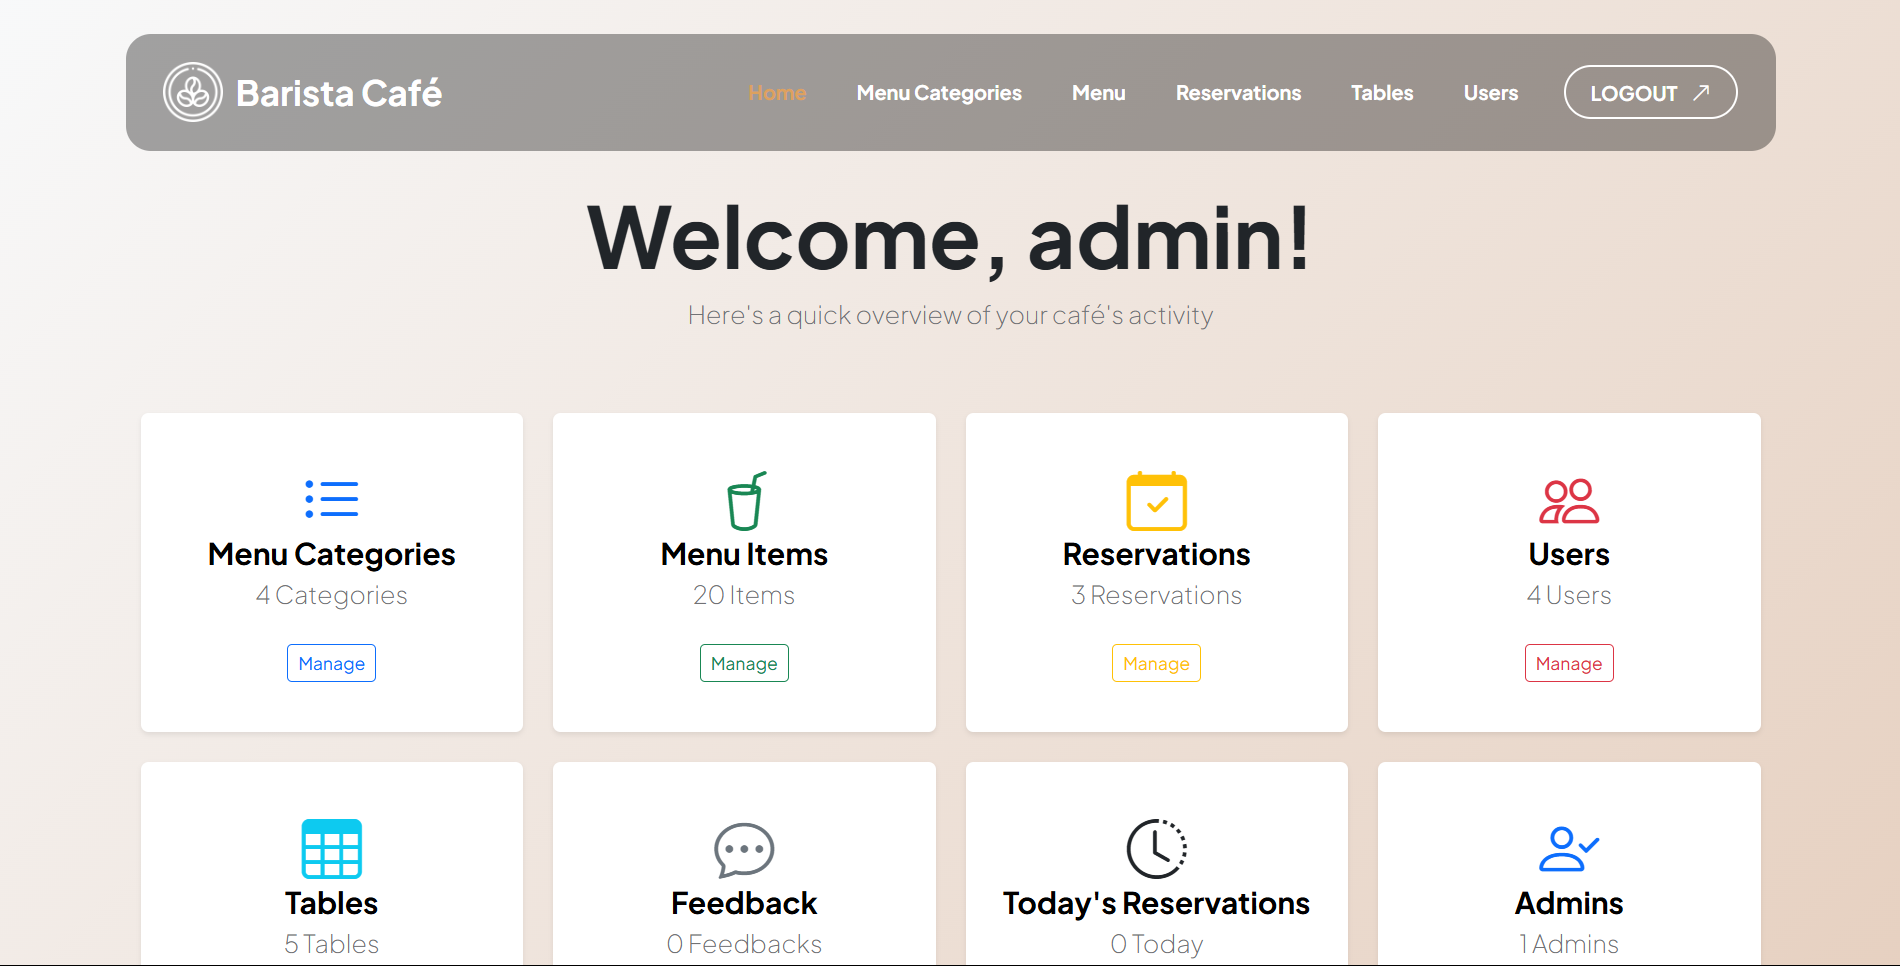 Barista Café
Home
Menu Categories
Menu
Reservations
Tables
Users
LOGOUT
Welcome, admin!
Here's a quick overview of your café's activity
Menu Categories
4 Categories
Manage
Menu Items
20 Items
Manage
Reservations
3 Reservations
Manage
Users
4 Users
Manage
Tables
5 Tables
Feedback
0 Feedbacks
Today's Reservations
0 Today
Admins
1 Admins